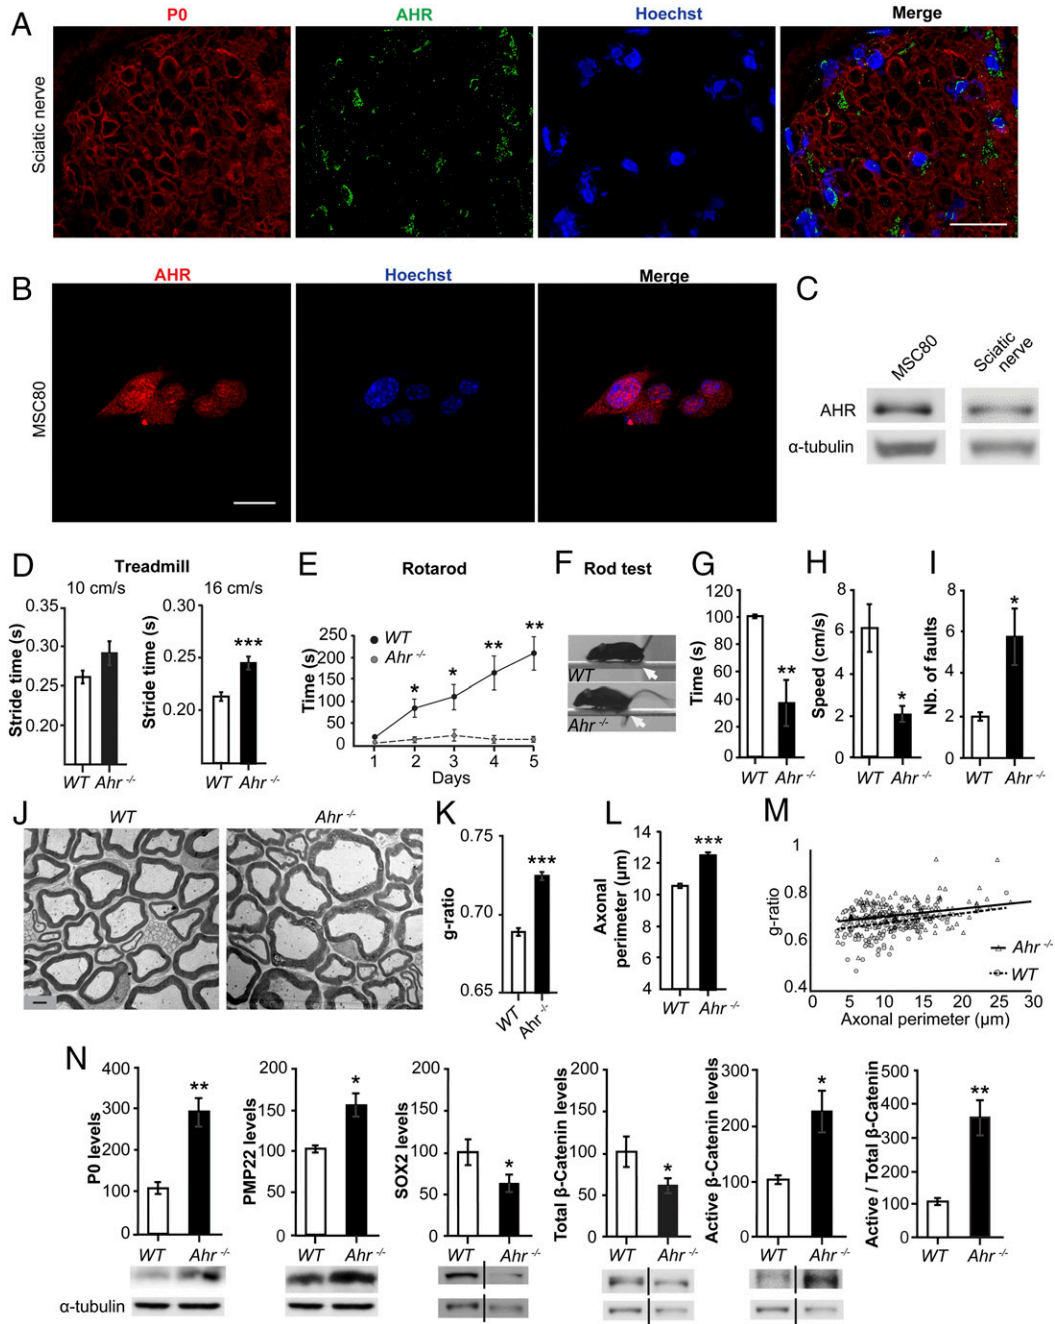 A
P0
AHR
Hoechst
Merge
Sciatic nerve
B
AHR
Hoechst
Merge
MSC80
C
MSC80
Sciatic
nerve
AHR
α-tubulin
D
Treadmill
10 cm/s
16 cm/s
Stride time (s)
0.35
0.30
0.25
0.20
WT Ahr -/-
Stride time (s)
0.30
0.25
0.20
***
WT Ahr -/-
E
Rotarod
Time (s)
250
200
150
100
50
0
WT
Ahr -/-
* * ** **
1 2 3 4 5
Days
F
Rod test
WT
Ahr -/-
G
Time (s)
120
100
80
60
40
20
0
**
WT Ahr -/-
H
Speed (cm/s)
8
6
4
2
0
*
WT Ahr -/-
I
Nb. of faults
8
6
4
2
0
*
WT Ahr -/-
J
WT
Ahr -/-
K
g-ratio
0.75
0.70
0.65
***
WT Ahr -/-
L
Axonal
perimeter (µm)
14
12
10
8
6
4
***
WT Ahr -/-
M
g-ratio
1
0.8
0.6
0.4
Ahr -/-
WT
0 5 10 15 20 25 30
Axonal perimeter (µm)
N
P0 levels
400
300
200
100
0
**
WT Ahr -/-
PMP22 levels
200
150
100
50
0
*
WT Ahr -/-
SOX2 levels
200
150
100
50
0
*
WT Ahr -/-
Total β-Catenin levels
200
150
100
50
0
*
WT Ahr -/-
Active β-Catenin levels
300
200
100
0
*
WT Ahr -/-
Active / Total β-Catenin
500
400
300
200
100
0
**
WT Ahr -/-
α-tubulin